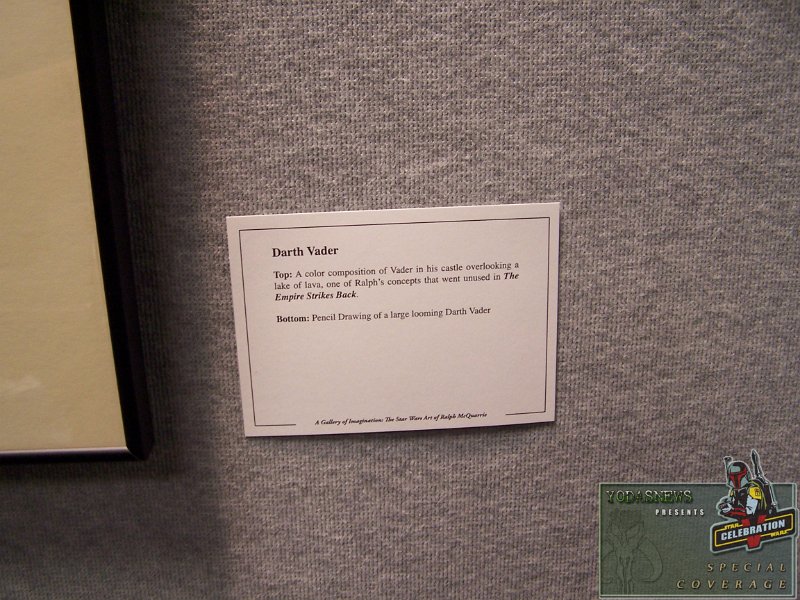 Darth Vader
Top: A color composition of Vader in his castle overlooking a
lake of lava, one of Ralph's concepts that went unused in The
Empire Strikes Back.
Bottom: Pencil Drawing of a large looming Darth Vader
A Gallery of Imagination: The Star Wars Art of Ralph McQuarrie
YODASNEWS
PRESENTS
STAR WARS
CELEBRATION
V
SPECIAL
COVERAGE